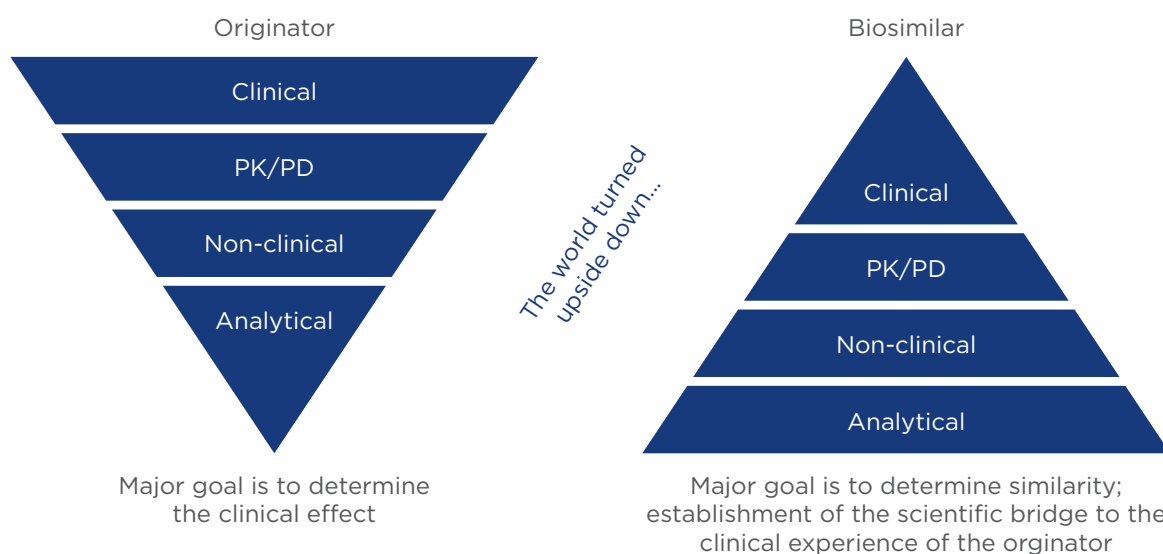 Originator
Clinical
PK/PD
Non-clinical
Analytical
Major goal is to determine
the clinical effect
The world turned
upside down...
Biosimilar
Clinical
PK/PD
Non-clinical
Analytical
Major goal is to determine similarity;
establishment of the scientific bridge to the
clinical experience of the orginator